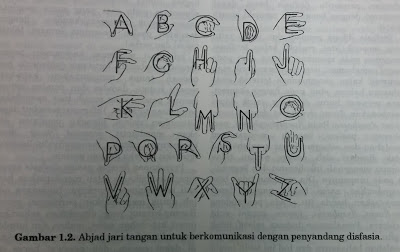 A B C D E
F G H I J
K L M N O
P Q R S T U
V W X Y Z
Gambar 1.2. Abjad jari tangan untuk berkomunikasi dengan penyandang disfasia.